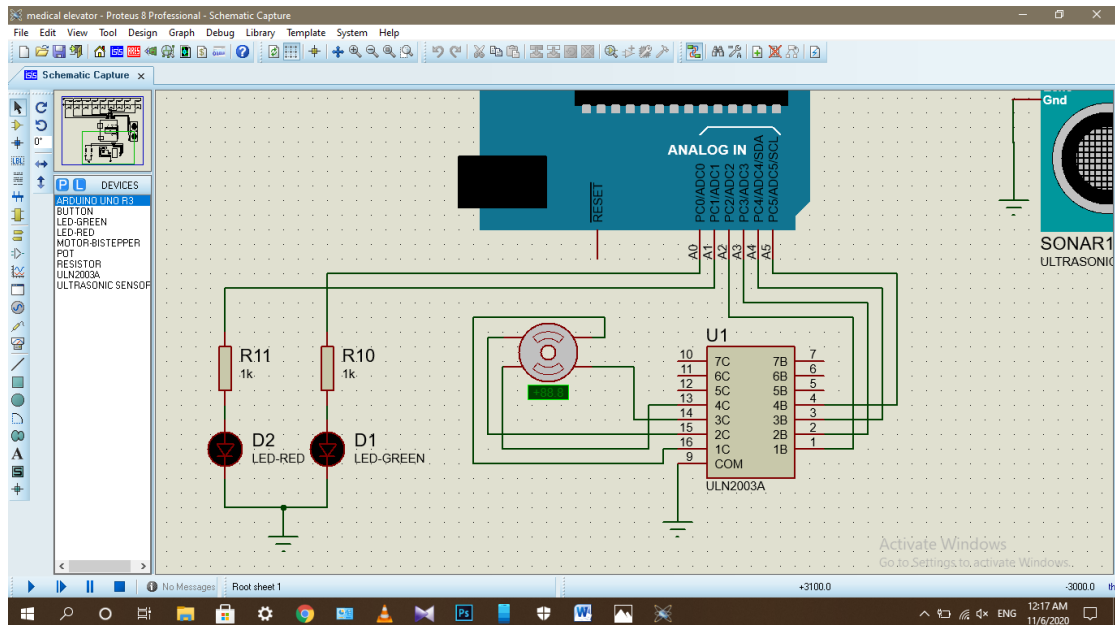 medical elevator - Proteus 8 Professional - Schematic Capture
File Edit View Tool Design Graph Debug Library Template System Help
Schematic Capture
0°
LBL
P L DEVICES
ARDUINO UNO R3
BUTTON
LED-GREEN
LED-RED
MOTOR-BISTEPPER
POT
RESISTOR
ULN2003A
ULTRASONIC SENSOR
ANALOG IN
RESET
PC0/ADC0
PC1/ADC1
PC2/ADC2
PC3/ADC3
PC4/ADC4/SDA
PC5/ADC5/SCL
A0
A1
A2
A3
A4
A5
Gnd
SONAR1
ULTRASONIC
R11
1k
R10
1k
D2
LED-RED
D1
LED-GREEN
U1
10 7C 7B 7
11 6C 6B 6
12 5C 5B 5
13 4C 4B 4
14 3C 3B 3
15 2C 2B 2
16 1C 1B 1
9 COM
ULN2003A
Activate Windows
Go to Settings to activate Windows.
No Messages Root sheet 1 +3100.0 -3000.0 th
ENG 12:17 AM
11/6/2020